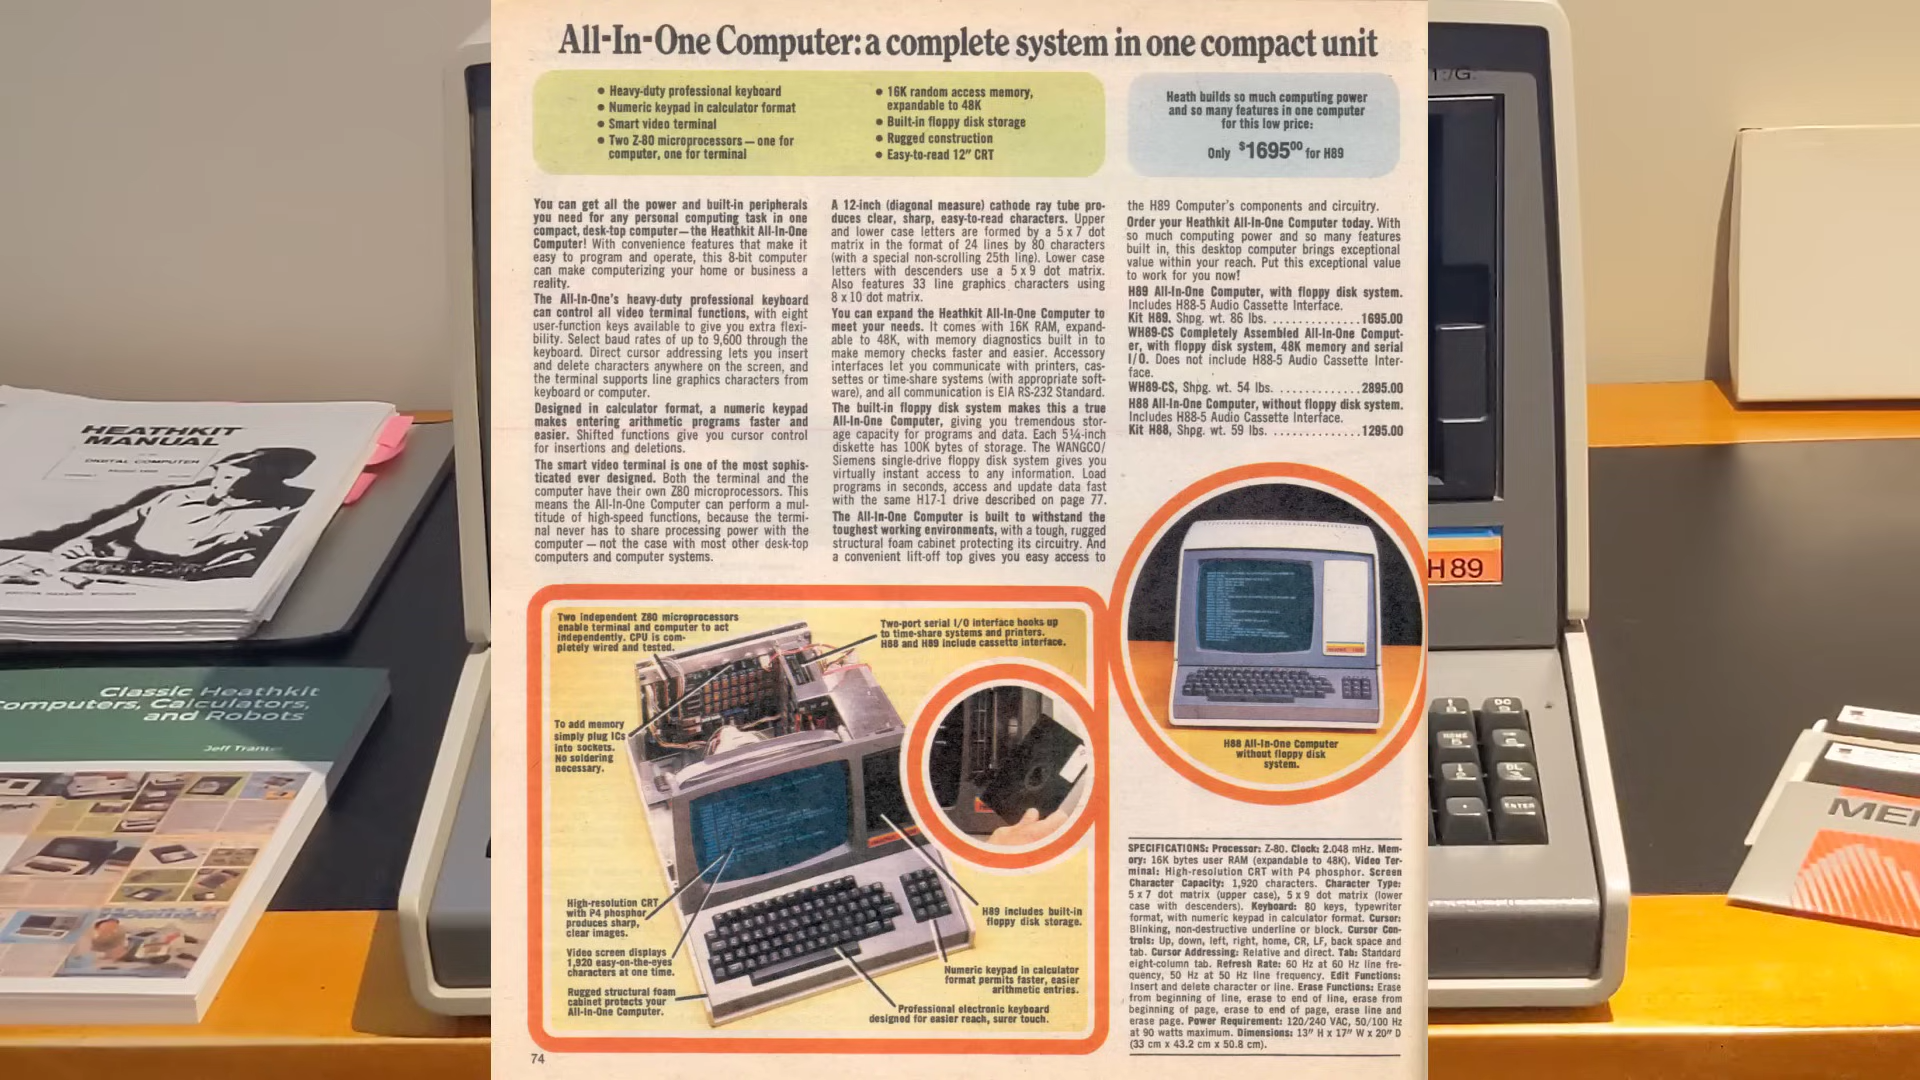 All-In-One Computer: a complete system in one compact unit
● Heavy-duty professional keyboard
● Numeric keypad in calculator format
● Smart video terminal
● Two Z-80 microprocessors — one for
computer, one for terminal
● 16K random access memory,
expandable to 48K
● Built-in floppy disk storage
● Rugged construction
● Easy-to-read 12″ CRT
Heath builds so much computing power
and so many features in one computer
for this low price:
Only $1695⁰⁰ for H89
You can get all the power and built-in peripherals
you need for any personal computing task in one
compact, desk-top computer—the Heathkit All-In-One
Computer! With convenience features that make it
easy to program and operate, this 8-bit computer
can make computerizing your home or business a
reality.
The All-In-One's heavy-duty professional keyboard
can control all video terminal functions, with eight
user-function keys available to give you extra flexi-
bility. Select baud rates of up to 9,600 through the
keyboard. Direct cursor addressing lets you insert
and delete characters anywhere on the screen, and
the terminal supports line graphics characters from
keyboard or computer.
Designed in calculator format, a numeric keypad
makes entering arithmetic programs faster and
easier. Shifted functions give you cursor control
for insertions and deletions.
The smart video terminal is one of the most sophis-
ticated ever designed. Both the terminal and the
computer have their own Z80 microprocessors. This
means the All-In-One Computer can perform a mul-
titude of high-speed functions, because the termi-
nal never has to share processing power with the
computer — not the case with most other desk-top
computers and computer systems.
A 12-inch (diagonal measure) cathode ray tube pro-
duces clear, sharp, easy-to-read characters. Upper
and lower case letters are formed by a 5 x 7 dot
matrix in the format of 24 lines by 80 characters
(with a special non-scrolling 25th line). Lower case
letters with descenders use a 5 x 9 dot matrix.
Also features 33 line graphics characters using
8 x 10 dot matrix.
You can expand the Heathkit All-In-One Computer to
meet your needs. It comes with 16K RAM, expand-
able to 48K, with memory diagnostics built in to
make memory checks faster and easier. Accessory
interfaces let you communicate with printers, cas-
settes or time-share systems (with appropriate soft-
ware), and all communication is EIA RS-232 Standard.
The built-in floppy disk system makes this a true
All-In-One Computer, giving you tremendous stor-
age capacity for programs and data. Each 5¼-inch
diskette has 100K bytes of storage. The WANGCO/
Siemens single-drive floppy disk system gives you
virtually instant access to any information. Load
programs in seconds, access and update data fast
with the same H17-1 drive described on page 77.
The All-In-One Computer is built to withstand the
toughest working environments, with a tough, rugged
structural foam cabinet protecting its circuitry. And
a convenient lift-off top gives you easy access to
the H89 Computer's components and circuitry.
Order your Heathkit All-In-One Computer today. With
so much computing power and so many features
built in, this desktop computer brings exceptional
value within your reach. Put this exceptional value
to work for you now!
H89 All-In-One Computer, with floppy disk system.
Includes H88-5 Audio Cassette Interface.
Kit H89, Shpg. wt. 86 lbs. ..............1695.00
WH89-CS Completely Assembled All-In-One Comput-
er, with floppy disk system, 48K memory and serial
I/O. Does not include H88-5 Audio Cassette Inter-
face.
WH89-CS, Shpg. wt. 54 lbs. .............2895.00
H88 All-In-One Computer, without floppy disk system.
Includes H88-5 Audio Cassette Interface.
Kit H88, Shpg. wt. 59 lbs. ..............1295.00
Two independent Z80 microprocessors
enable terminal and computer to act
independently. CPU is com-
pletely wired and tested.
Two-port serial I/O interface hooks up
to time-share systems and printers.
H88 and H89 include cassette interface.
To add memory
simply plug ICs
into sockets.
No soldering
necessary.
High-resolution CRT
with P4 phosphor
produces sharp,
clear images.
Video screen displays
1,920 easy-on-the-eyes
characters at one time.
Rugged structural foam
cabinet protects your
All-In-One Computer.
H89 includes built-in
floppy disk storage.
Numeric keypad in calculator
format permits faster, easier
arithmetic entries.
Professional electronic keyboard
designed for easier reach, surer touch.
H88 All-In-One Computer
without floppy disk
system.
SPECIFICATIONS: Processor: Z-80. Clock: 2.048 mHz. Mem-
ory: 16K bytes user RAM (expandable to 48K). Video Ter-
minal: High-resolution CRT with P4 phosphor. Screen
Character Capacity: 1,920 characters. Character Type:
5 x 7 dot matrix (upper case), 5 x 9 dot matrix (lower
case with descenders). Keyboard: 80 keys, typewriter
format, with numeric keypad in calculator format. Cursor:
Blinking, non-destructive underline or block. Cursor Con-
trols: Up, down, left, right, home, CR, LF, back space and
tab. Cursor Addressing: Relative and direct. Tab: Standard
eight-column tab. Refresh Rate: 60 Hz at 60 Hz line fre-
quency, 50 Hz at 50 Hz line frequency. Edit Functions:
Insert and delete character or line. Erase Functions: Erase
from beginning of line, erase to end of line, erase from
beginning of page, erase to end of page, erase line and
erase page. Power Requirement: 120/240 VAC, 50/100 Hz
at 90 watts maximum. Dimensions: 13″ H x 17″ W x 20″ D
(33 cm x 43.2 cm x 50.8 cm).
74
HEATHKIT
MANUAL
DIGITAL COMPUTER
Classic Heathkit
Computers, Calculators,
and Robots
Jeff
H89
HOME
DC
DL
ENTER
ME